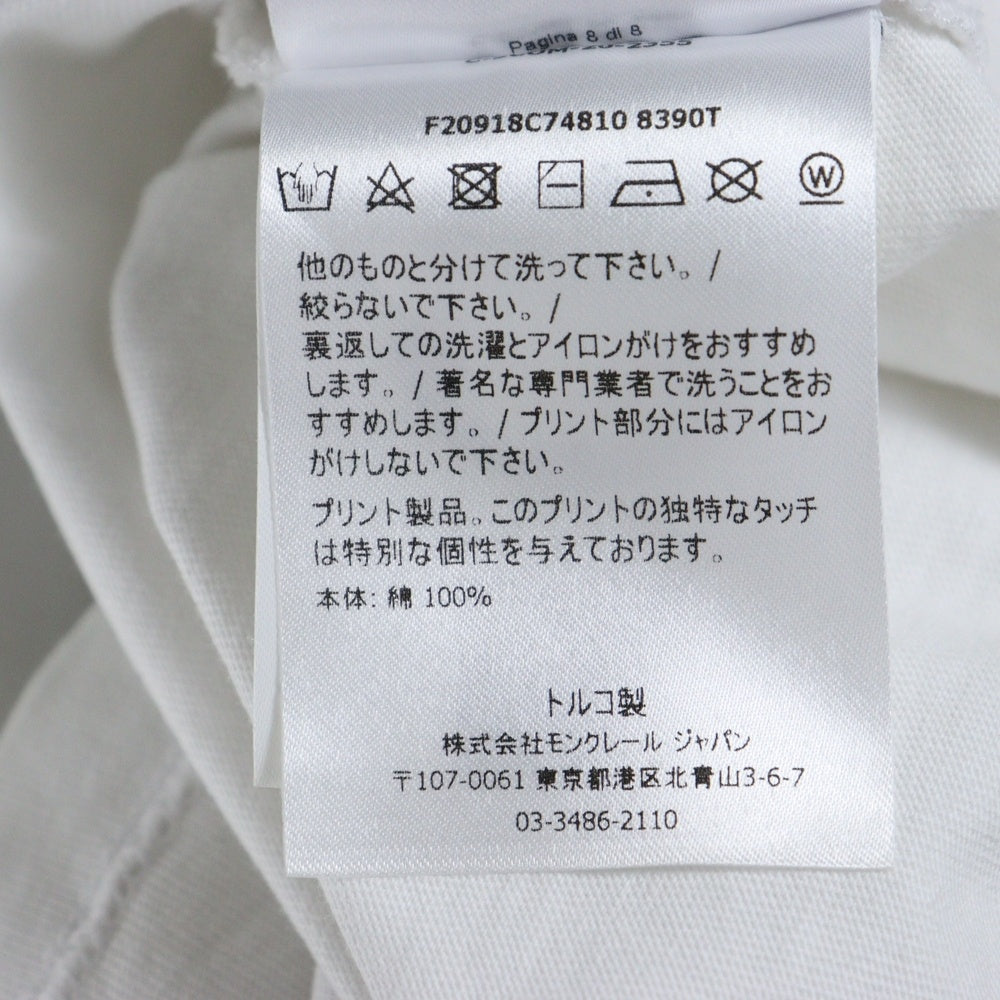 Pagina 8 di 8
F20918C74810 8390T
W
他のものと分けて洗って下さい。 /
絞らないで下さい。 /
裏返しての洗濯とアイロンがけをおすすめ
します。 / 著名な専門業者で洗うことをお
すすめします。 / プリント部分にはアイロン
がけしないで下さい。
プリント製品。このプリントの独特なタッチ
は特別な個性を与えております。
本体: 綿 100%
トルコ製
株式会社モンクレール ジャパン
〒107-0061 東京都港区北青山3-6-7
03-3486-2110